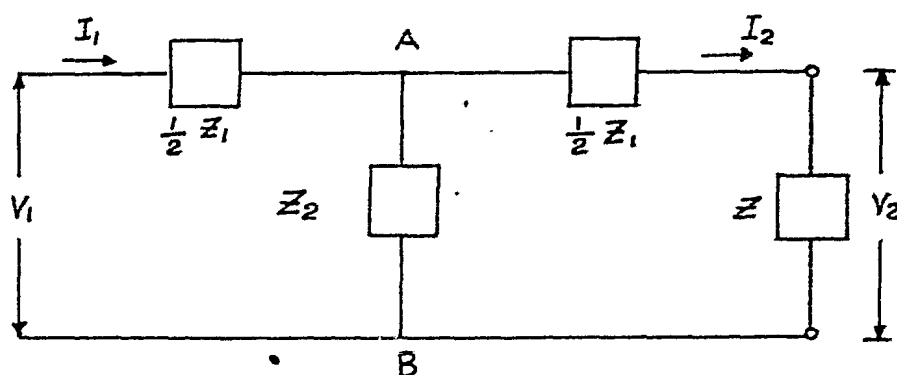 I₁
A
I₂
½ Z₁
½ Z₁
V₁
Z₂
Z
V₂
B